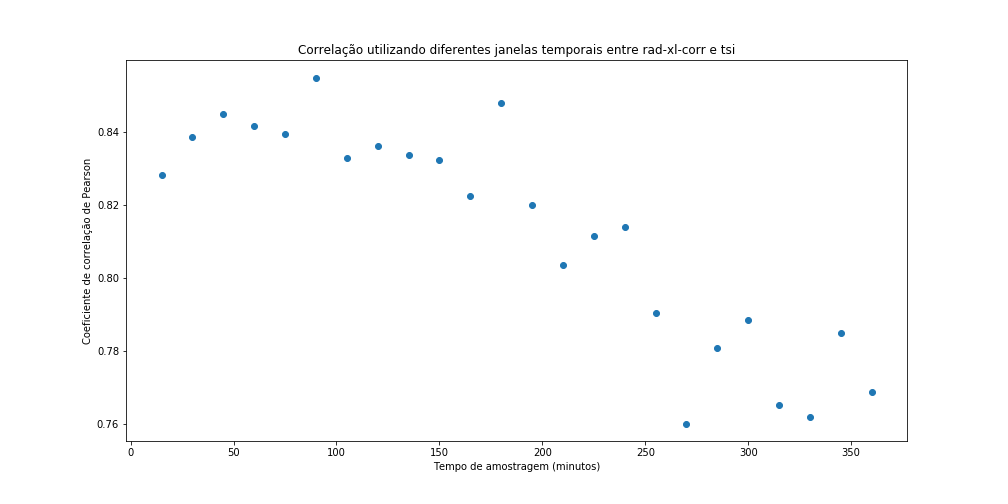 Correlação utilizando diferentes janelas temporais entre rad-xl-corr e tsi
Coeficiente de correlação de Pearson
0.84
0.82
0.80
0.78
0.76
0 50 100 150 200 250 300 350
Tempo de amostragem (minutos)